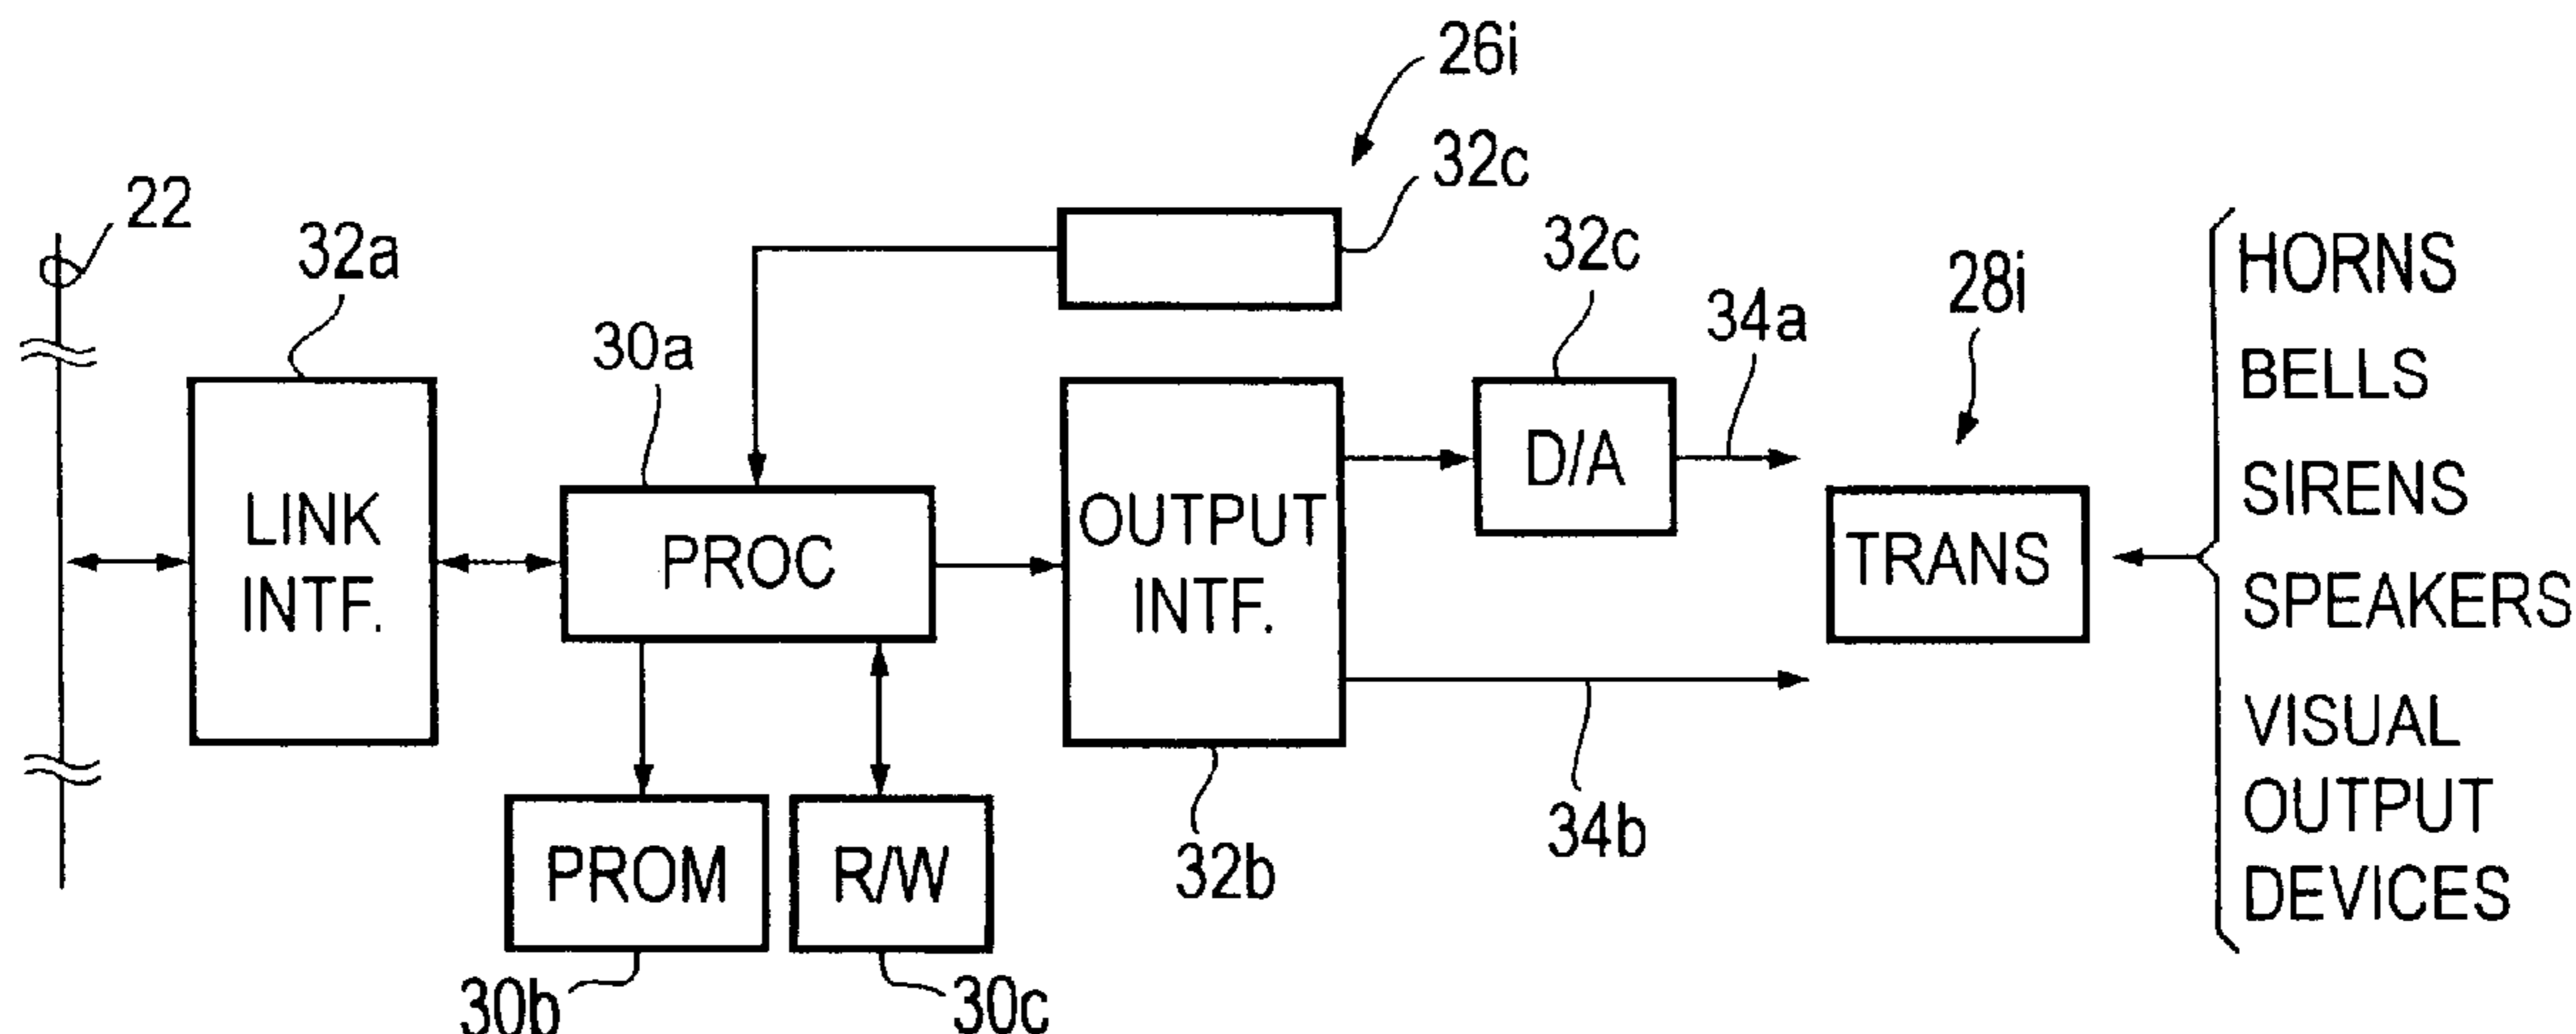 26i
32c
22
32a
32c
28i
34a
30a
HORNS
BELLS
SIRENS
SPEAKERS
VISUAL
OUTPUT
DEVICES
LINK
INTF.
PROC
OUTPUT
INTF.
D/A
TRANS
PROM
R/W
34b
32b
30b
30c